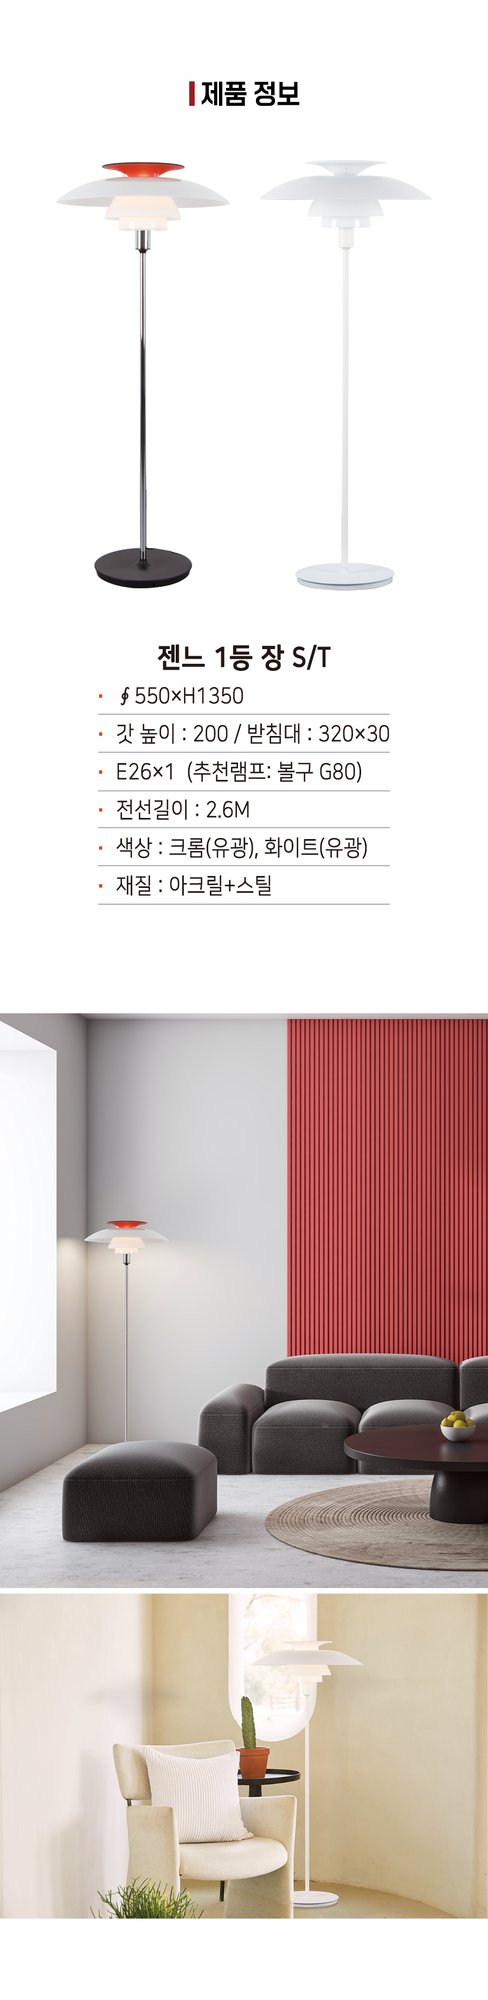 제품 정보
젠느 1등 장 S/T
∮550×H1350
갓 높이 : 200 / 받침대 : 320×30
E26×1 (추천램프: 볼구 G80)
전선길이 : 2.6M
색상 : 크롬(유광), 화이트(유광)
재질 : 아크릴+스틸